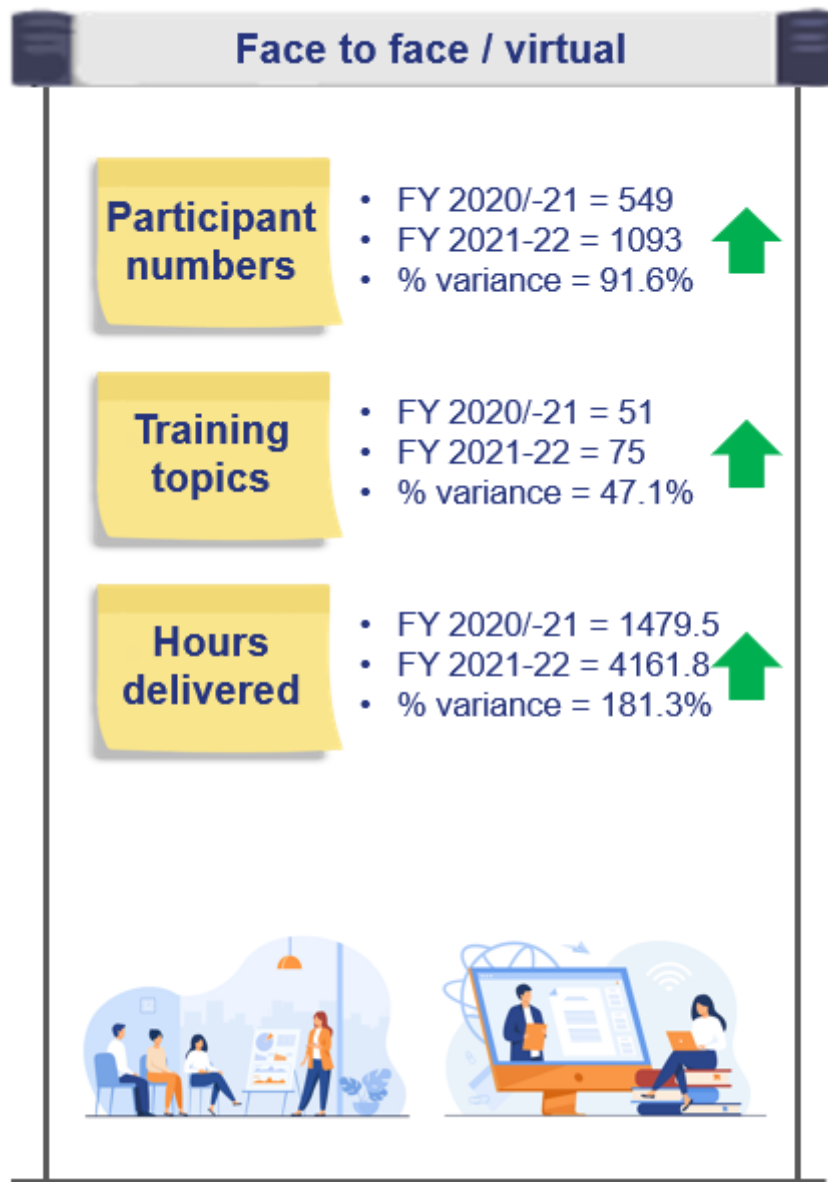 Face to face / virtual
Participant
numbers
• FY 2020/-21 = 549
• FY 2021-22 = 1093
• % variance = 91.6%
Training
topics
• FY 2020/-21 = 51
• FY 2021-22 = 75
• % variance = 47.1%
Hours
delivered
• FY 2020/-21 = 1479.5
• FY 2021-22 = 4161.8
• % variance = 181.3%